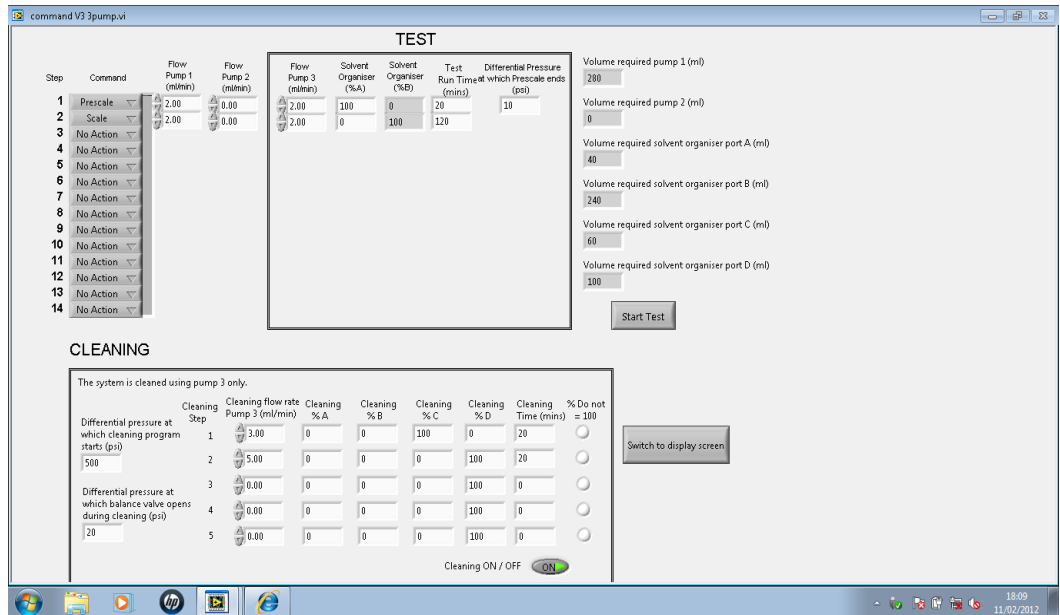 command V3 3pump.vi
TEST
Step Command Flow Pump 1 (ml/min) Flow Pump 2 (ml/min) Flow Pump 3 (ml/min) Solvent Organiser (%A) Solvent Organiser (%B) Test Run Time (mins) Differential Pressure at which Prescale ends (psi)
1 Prescale 2.00 0.00 2.00 100 0 20 10
2 Scale 2.00 0.00 2.00 0 100 120
3 No Action
4 No Action
5 No Action
6 No Action
7 No Action
8 No Action
9 No Action
10 No Action
11 No Action
12 No Action
13 No Action
14 No Action
Volume required pump 1 (ml)
280
Volume required pump 2 (ml)
0
Volume required solvent organiser port A (ml)
40
Volume required solvent organiser port B (ml)
240
Volume required solvent organiser port C (ml)
60
Volume required solvent organiser port D (ml)
100
Start Test
CLEANING
The system is cleaned using pump 3 only.
Differential pressure at
which cleaning program
starts (psi)
500
Differential pressure at
which balance valve opens
during cleaning (psi)
20
Cleaning Step Cleaning flow rate Pump 3 (ml/min) Cleaning % A Cleaning % B Cleaning % C Cleaning % D Cleaning Time (mins) % Do not = 100
1 3.00 0 0 100 0 20
2 5.00 0 0 0 100 20
3 0.00 0 0 0 100 0
4 0.00 0 0 0 100 0
5 0.00 0 0 0 100 0
Cleaning ON / OFF ON
Switch to display screen
hp
18:09
11/02/2012